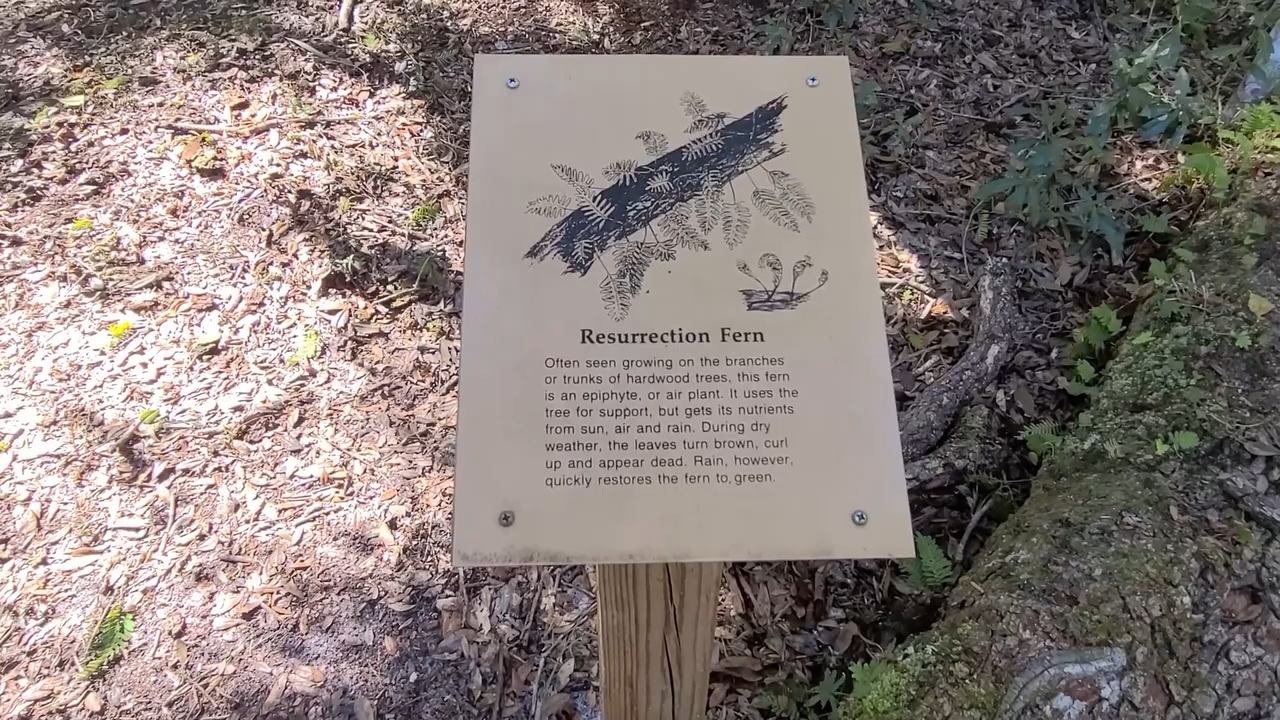 Resurrection Fern
Often seen growing on the branches
or trunks of hardwood trees, this fern
is an epiphyte, or air plant. It uses the
tree for support, but gets its nutrients
from sun, air and rain. During dry
weather, the leaves turn brown, curl
up and appear dead. Rain, however,
quickly restores the fern to green.